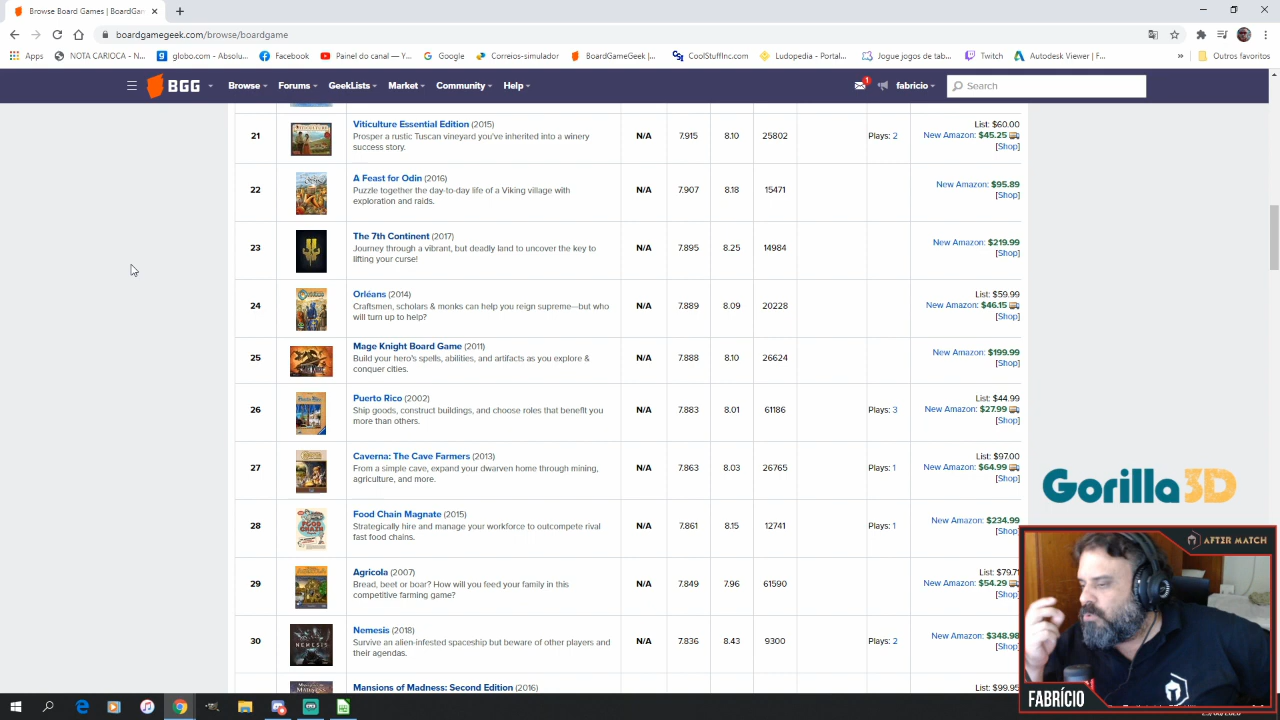 Browse Games | BoardGam
boardgamegeek.com/browse/boardgame
Apps
NOTA CARIOCA - N...
globo.com - Absolu...
Facebook
Painel do canal — Y...
Google
Correios-simulador
BoardGameGeek |...
CoolStuffInc.com
Ludopedia - Portal...
Jogue jogos de tab...
Twitch
Autodesk Viewer | F...
»
Outros favoritos
BGG
Browse
Forums
GeekLists
Market
Community
Help
1
fabricio
Search
21 Viticulture Essential Edition (2015) N/A 7.915 8.10 25802 Plays: 2 List: $60.00
Prosper a rustic Tuscan vineyard you've inherited into a winery New Amazon: $45.25
success story. [Shop]
22 A Feast for Odin (2016) N/A 7.907 8.18 15471 New Amazon: $95.89
Puzzle together the day-to-day life of a Viking village with [Shop]
exploration and raids.
23 The 7th Continent (2017) N/A 7.895 8.25 14984 New Amazon: $219.99
Journey through a vibrant, but deadly land to uncover the key to [Shop]
lifting your curse!
24 Orléans (2014) N/A 7.889 8.09 20228 List: $59.99
Craftsmen, scholars & monks can help you reign supreme—but who New Amazon: $46.15
will turn up to help? [Shop]
25 Mage Knight Board Game (2011) N/A 7.888 8.10 26624 New Amazon: $199.99
Build your hero's spells, abilities, and artifacts as you explore & [Shop]
conquer cities.
26 Puerto Rico (2002) N/A 7.883 8.01 61186 Plays: 3 List: $44.99
Ship goods, construct buildings, and choose roles that benefit you New Amazon: $27.99
more than others. [Shop]
27 Caverna: The Cave Farmers (2013) N/A 7.863 8.03 26765 Plays: 1 List: $97.00
From a simple cave, expand your dwarven home through mining, New Amazon: $64.99
agriculture, and more. [Shop]
28 Food Chain Magnate (2015) N/A 7.861 8.15 12741 Plays: 1 New Amazon: $234.99
Strategically hire and manage your workforce to outcompete rival [Shop]
fast food chains.
29 Agricola (2007) N/A 7.849 7.96 61590 List: $79.71
Bread, beet or boar? How will you feed your family in this New Amazon: $54.29
competitive farming game? [Shop]
30 Nemesis (2018) N/A 7.836 8.43 9300 Plays: 2 New Amazon: $348.98
Survive an alien-infested spaceship but beware of other players and [Shop]
their agendas.
Mansions of Madness: Second Edition (2016) List: $99.95
Gorilla3D
AFTER MATCH
FABRÍCIO